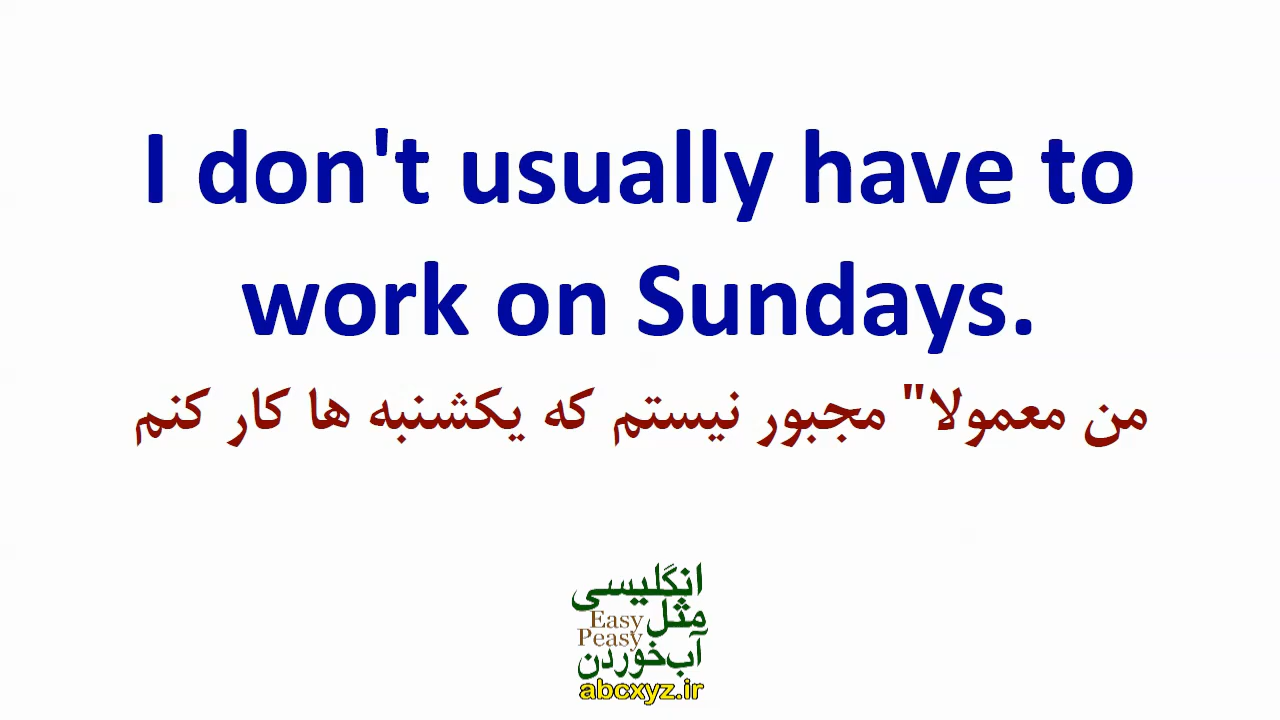 I don't usually have to
work on Sundays.
من معمولا" مجبور نیستم که یکشنبه ها کار کنم
انگلیسی
مثل
Easy
Peasy
آب خوردن
abcxyz.ir